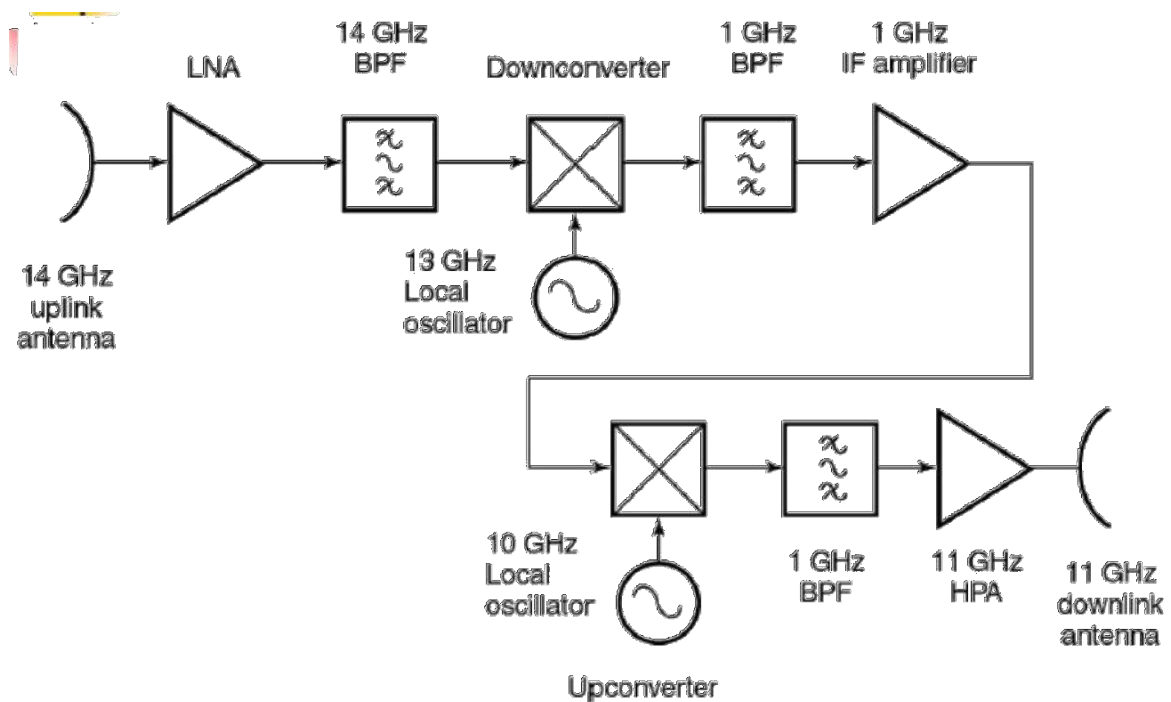 LNA
14 GHz
BPF
Downconverter
1 GHz
BPF
1 GHz
IF amplifier
14 GHz
uplink
antenna
13 GHz
Local
oscillator
10 GHz
Local
oscillator
1 GHz
BPF
11 GHz
HPA
11 GHz
downlink
antenna
Upconverter